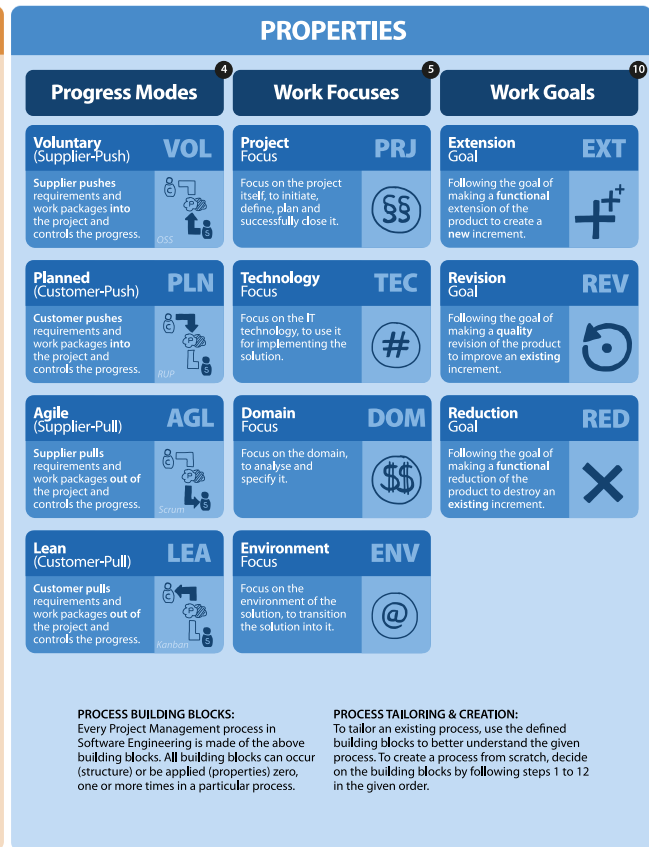 PROPERTIES
4
Progress Modes
5
Work Focuses
10
Work Goals
Voluntary
(Supplier-Push)
VOL
Supplier pushes
requirements and
work packages into
the project and
controls the progress.
C
P
S
OSS
Project
Focus
PRJ
Focus on the project
itself, to initiate,
define, plan and
successfully close it.
§§
Extension
Goal
EXT
Following the goal of
making a functional
extension of the
product to create a
new increment.
Planned
(Customer-Push)
PLN
Customer pushes
requirements and
work packages into
the project and
controls the progress.
C
P
S
RUP
Technology
Focus
TEC
Focus on the IT
technology, to use it
for implementing the
solution.
#
Revision
Goal
REV
Following the goal of
making a quality
revision of the product
to improve an existing
increment.
Agile
(Supplier-Pull)
AGL
Supplier pulls
requirements and
work packages out of
the project and
controls the progress.
C
P
S
Scrum
Domain
Focus
DOM
Focus on the domain,
to analyse and
specify it.
$$
Reduction
Goal
RED
Following the goal of
making a functional
reduction of the
product to destroy an
existing increment.
Lean
(Customer-Pull)
LEA
Customer pulls
requirements and
work packages out of
the project and
controls the progress.
C
P
S
Kanban
Environment
Focus
ENV
Focus on the
environment of the
solution, to transition
the solution into it.
@
PROCESS BUILDING BLOCKS:
Every Project Management process in
Software Engineering is made of the above
building blocks. All building blocks can occur
(structure) or be applied (properties) zero,
one or more times in a particular process.
PROCESS TAILORING & CREATION:
To tailor an existing process, use the defined
building blocks to better understand the given
process. To create a process from scratch, decide
on the building blocks by following steps 1 to 12
in the given order.